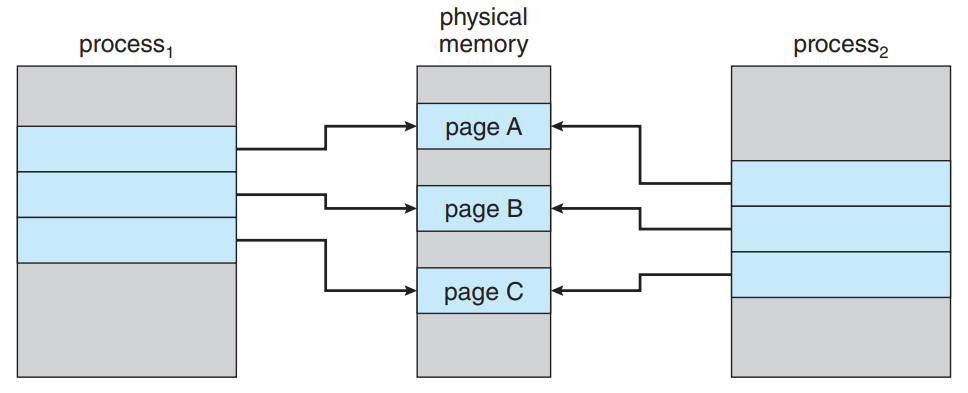 process₁
physical
memory
process₂
page A
page B
page C